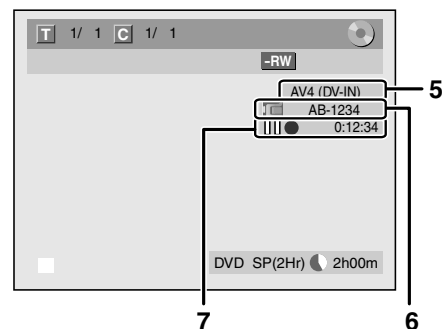 T 1/ 1 C 1/ 1
-RW
AV4 (DV-IN) 5
AB-1234
0:12:34
DVD SP(2Hr) 2h00m
7 6